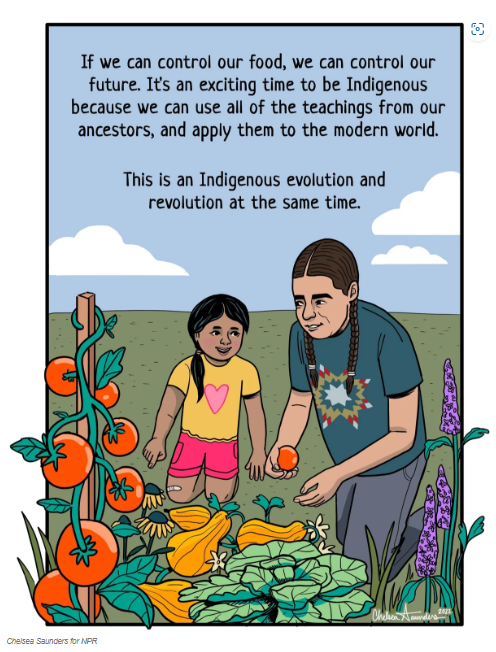 If we can control our food, we can control our
future. It's an exciting time to be Indigenous
because we can use all of the teachings from our
ancestors, and apply them to the modern world.
This is an Indigenous evolution and
revolution at the same time.
Chelsea Saunders 2022
Chelsea Saunders for NPR